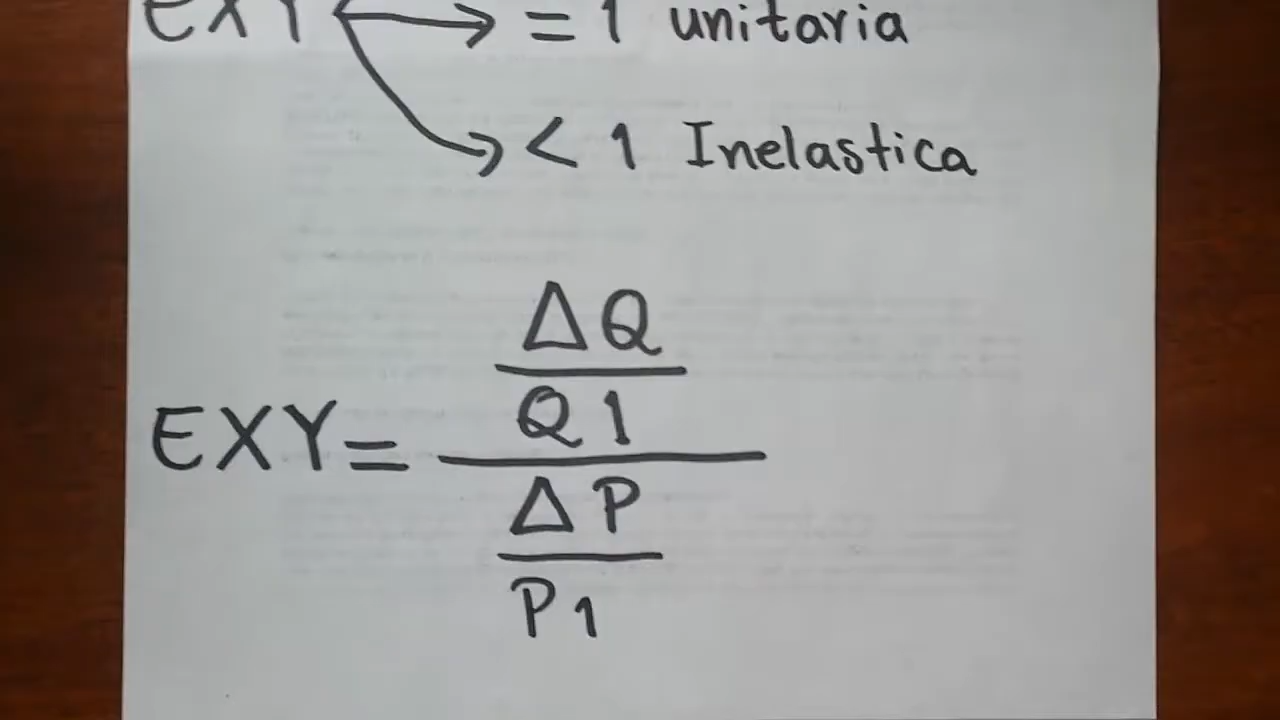 EXY → = 1 unitaria
→ < 1 Inelastica
ΔQ
Q1
EXY=
ΔP
P1